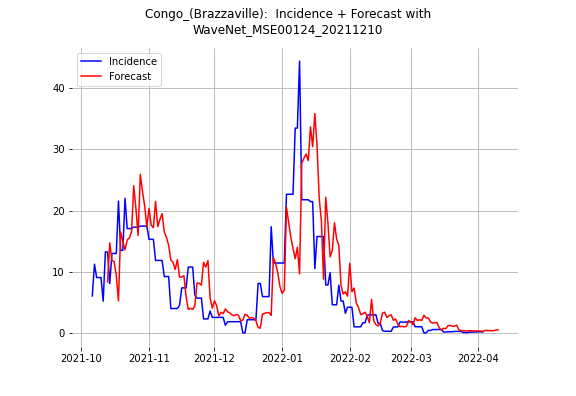 Congo_(Brazzaville):  Incidence + Forecast with
WaveNet_MSE00124_20211210
Incidence
Forecast
40
30
20
10
0
2021-10 2021-11 2021-12 2022-01 2022-02 2022-03 2022-04